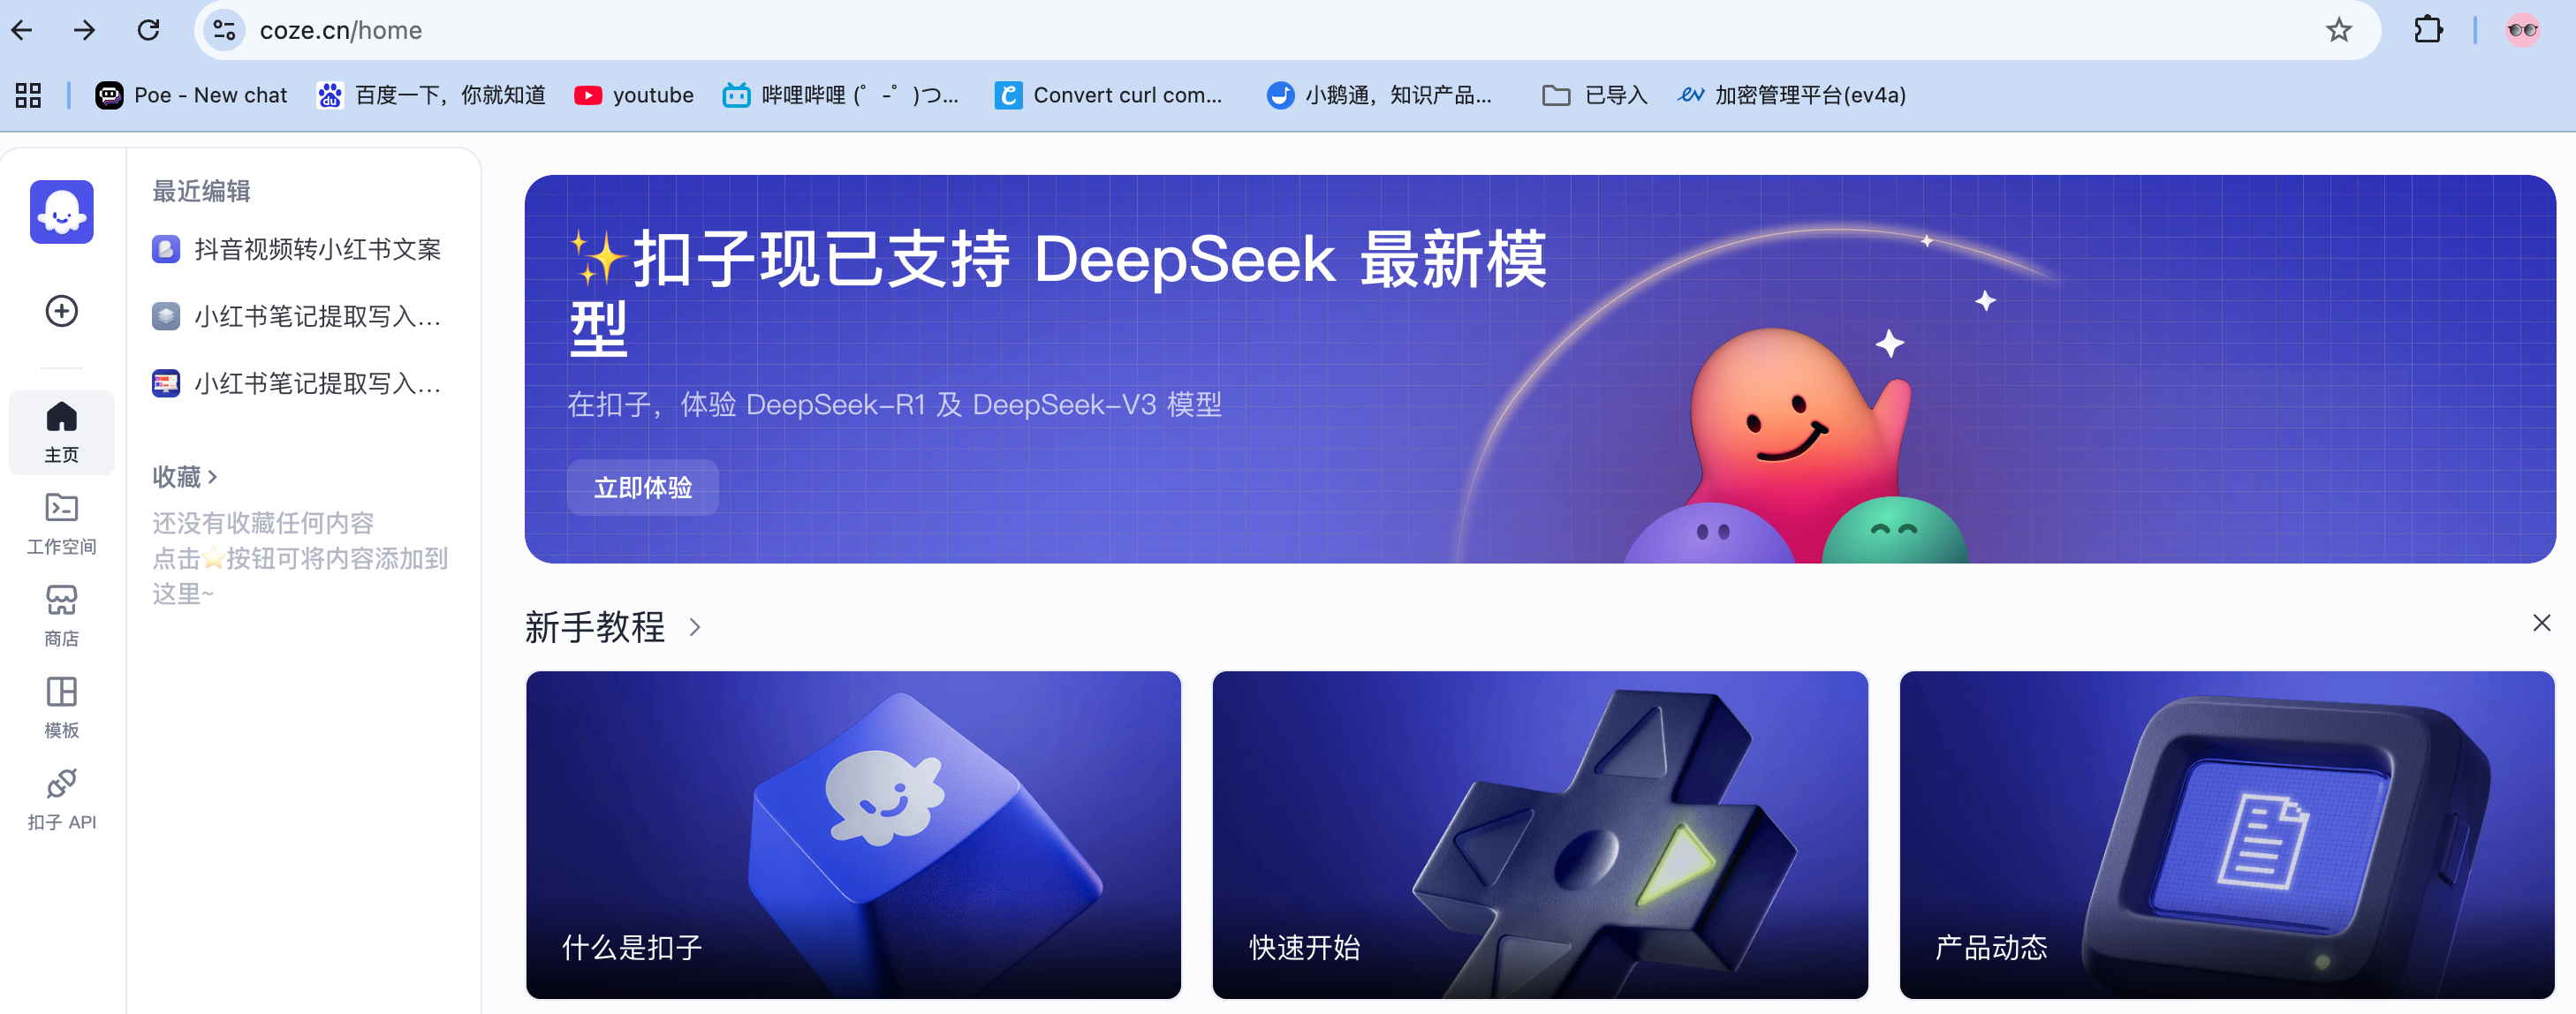 coze.cn/home
Poe - New chat
百度一下，你就知道
youtube
哔哩哔哩 (゜-゜)つ...
Convert curl com...
小鹅通，知识产品...
已导入
加密管理平台(ev4a)
最近编辑
抖音视频转小红书文案
小红书笔记提取写入...
小红书笔记提取写入...
收藏
还没有收藏任何内容
点击⭐按钮可将内容添加到
这里~
主页
工作空间
商店
模板
扣子 API
✨扣子现已支持 DeepSeek 最新模
型
在扣子，体验 DeepSeek-R1 及 DeepSeek-V3 模型
立即体验
新手教程
什么是扣子
快速开始
产品动态